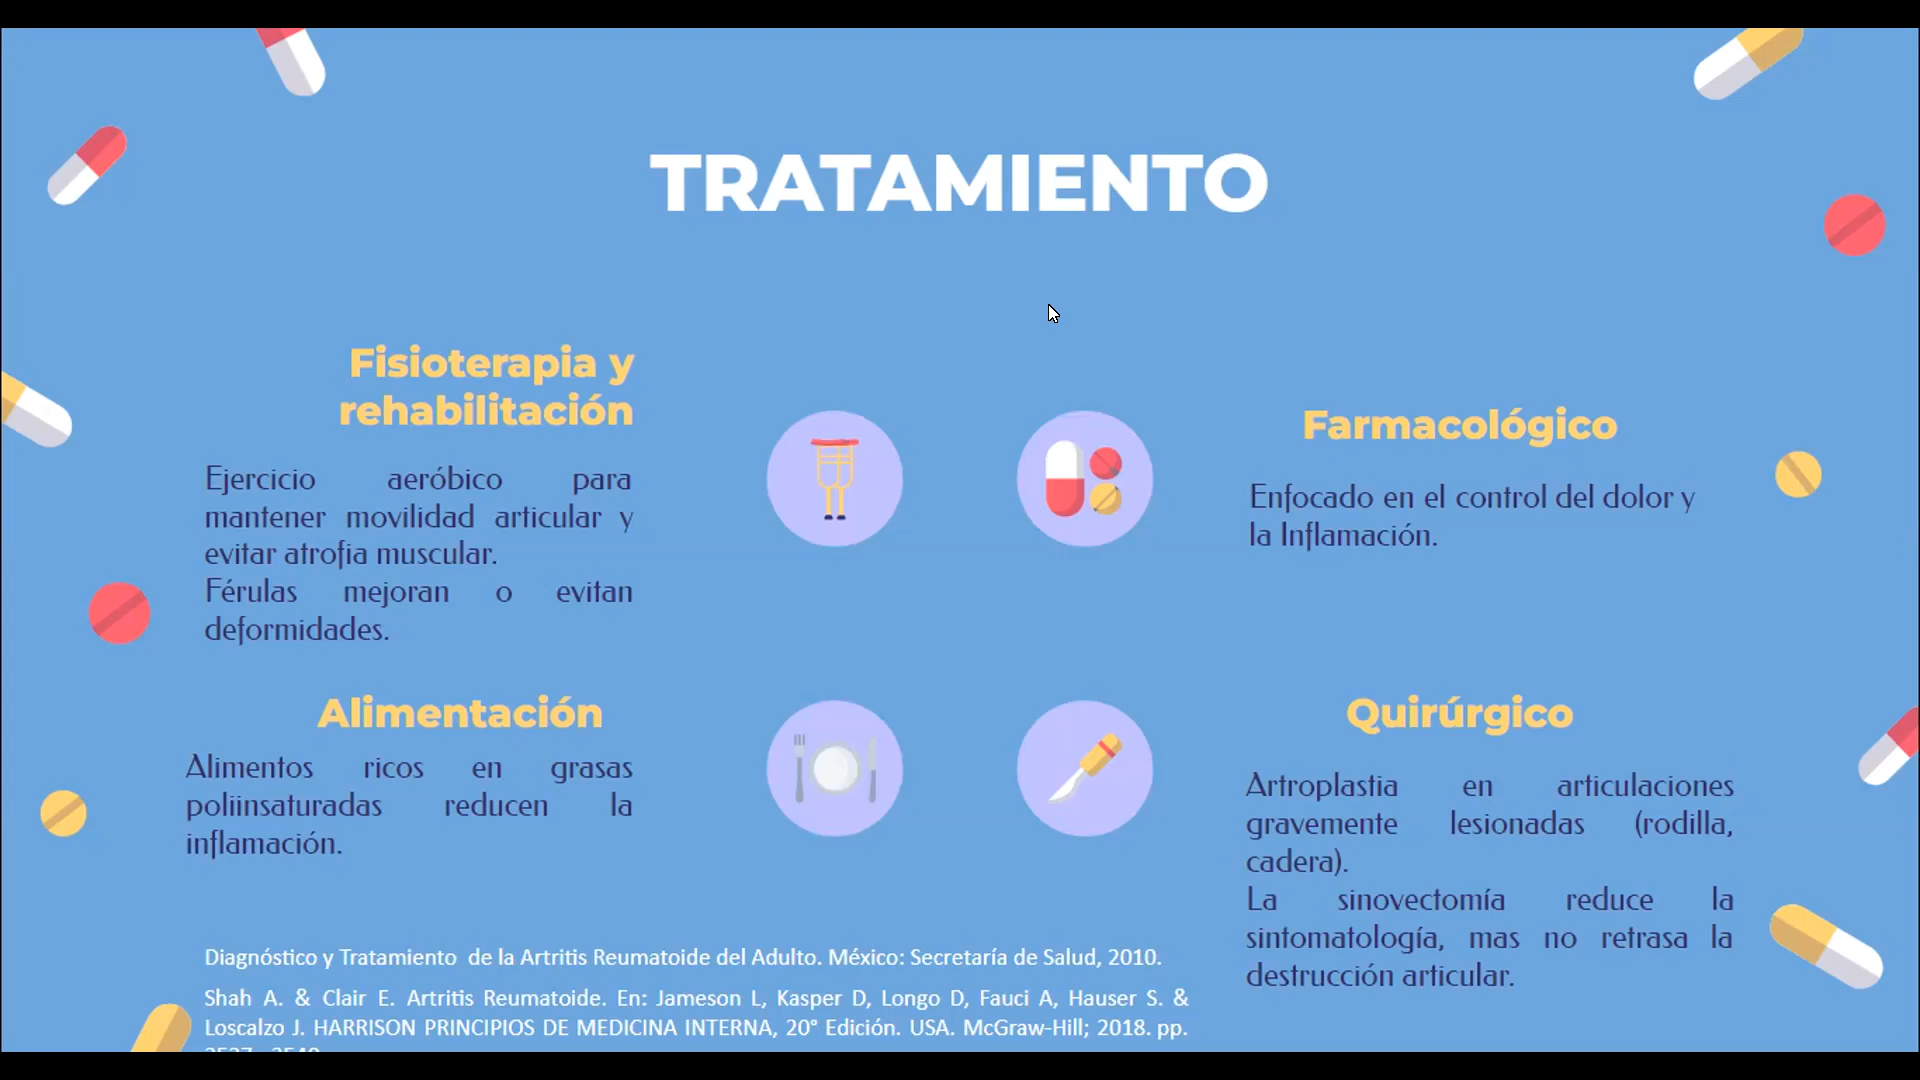 TRATAMIENTO
Fisioterapia y
rehabilitación
Ejercicio aeróbico para
mantener movilidad articular y
evitar atrofia muscular.
Férulas mejoran o evitan
deformidades.
Farmacológico
Enfocado en el control del dolor y
la Inflamación.
Alimentación
Alimentos ricos en grasas
poliinsaturadas reducen la
inflamación.
Quirúrgico
Artroplastia en articulaciones
gravemente lesionadas (rodilla,
cadera).
La sinovectomía reduce la
sintomatología, mas no retrasa la
destrucción articular.
Diagnóstico y Tratamiento de la Artritis Reumatoide del Adulto. México: Secretaría de Salud, 2010.
Shah A. & Clair E. Artritis Reumatoide. En: Jameson L, Kasper D, Longo D, Fauci A, Hauser S. &
Loscalzo J. HARRISON PRINCIPIOS DE MEDICINA INTERNA, 20° Edición. USA. McGraw-Hill; 2018. pp.